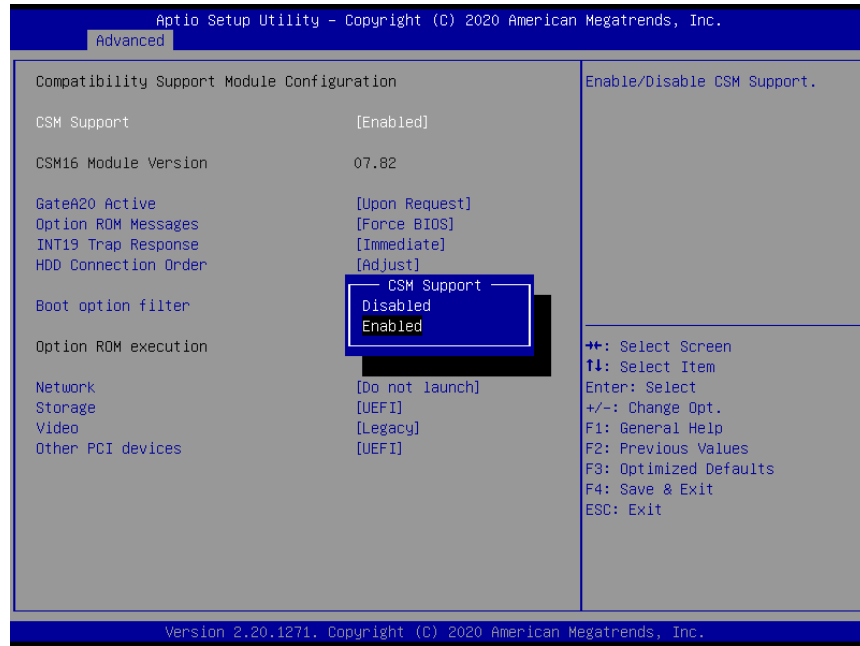 Aptio Setup Utility – Copyright (C) 2020 American Megatrends, Inc.
Advanced
Compatibility Support Module Configuration
CSM Support [Enabled]
CSM16 Module Version 07.82
GateA20 Active [Upon Request]
Option ROM Messages [Force BIOS]
INT19 Trap Response [Immediate]
HDD Connection Order [Adjust]
Boot option filter
Option ROM execution
Network [Do not launch]
Storage [UEFI]
Video [Legacy]
Other PCI devices [UEFI]
CSM Support
Disabled
Enabled
Enable/Disable CSM Support.
→←: Select Screen
↑↓: Select Item
Enter: Select
+/-: Change Opt.
F1: General Help
F2: Previous Values
F3: Optimized Defaults
F4: Save & Exit
ESC: Exit
Version 2.20.1271. Copyright (C) 2020 American Megatrends, Inc.